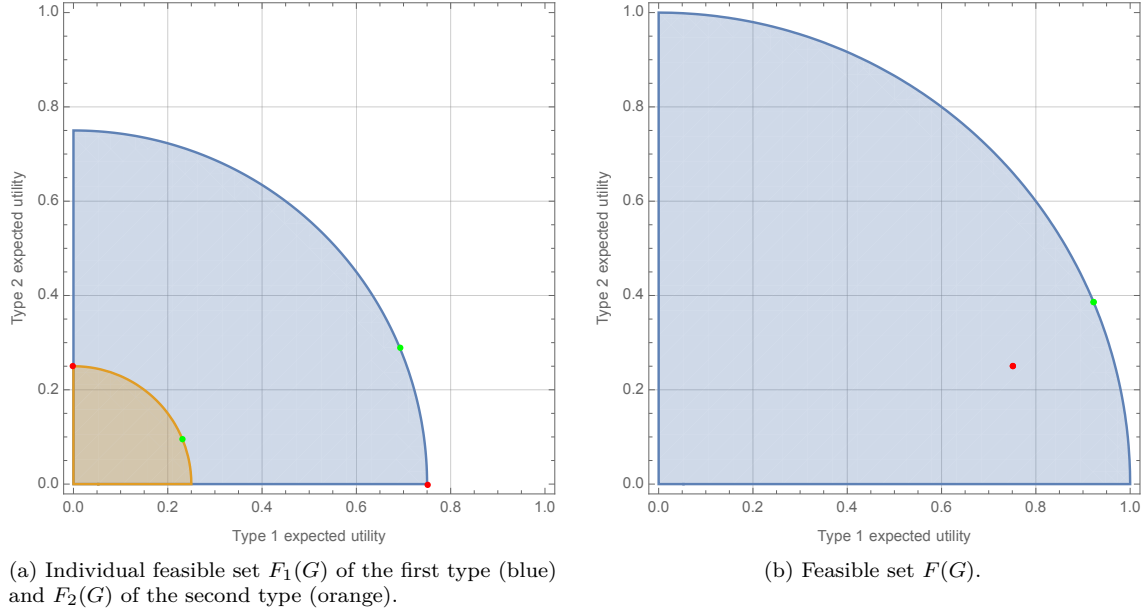 1.0
0.8
0.6
0.4
0.2
0.0
Type 2 expected utility
0.0 0.2 0.4 0.6 0.8 1.0
Type 1 expected utility
(a) Individual feasible set F₁(G) of the first type (blue)
and F₂(G) of the second type (orange).
1.0
0.8
0.6
0.4
0.2
0.0
Type 2 expected utility
0.0 0.2 0.4 0.6 0.8 1.0
Type 1 expected utility
(b) Feasible set F(G).